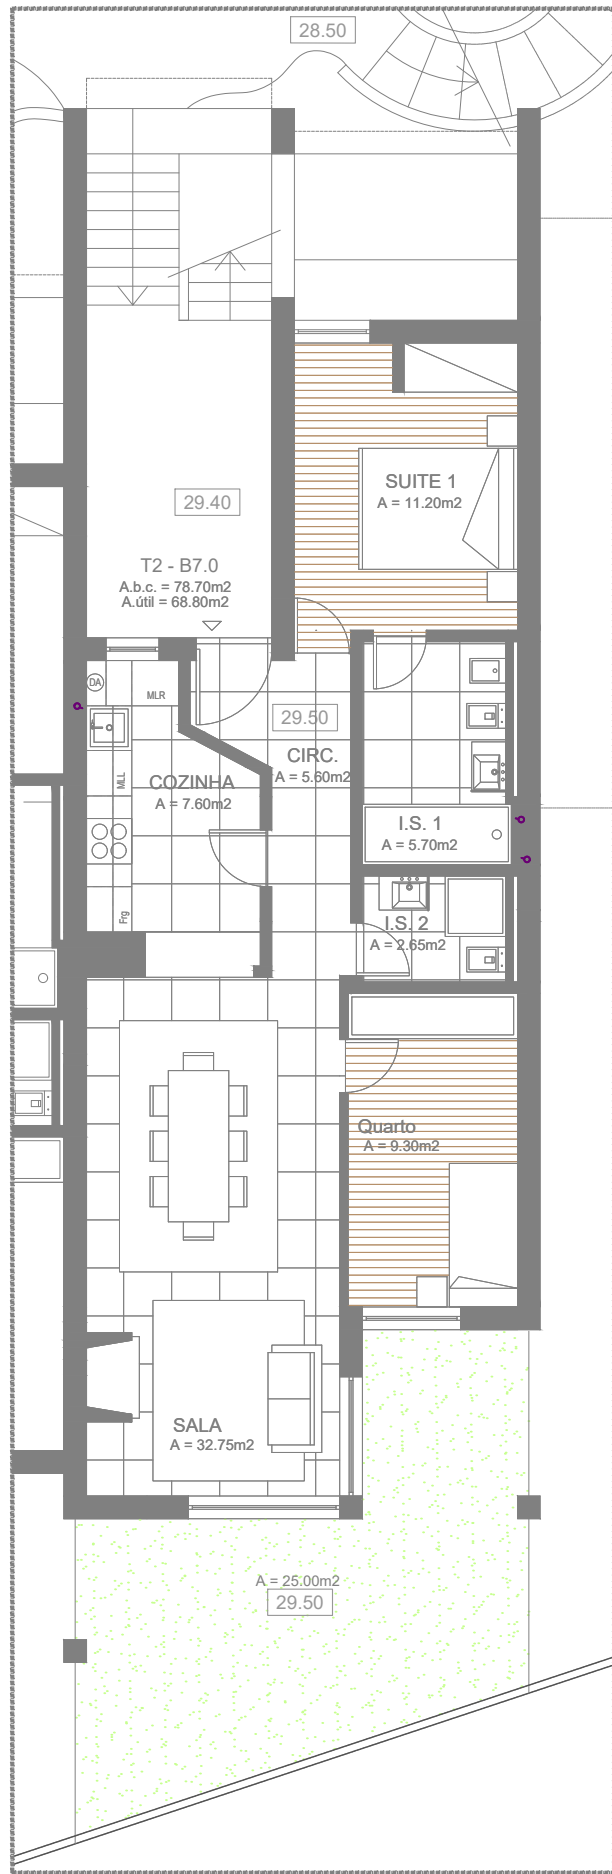 28.50
SUITE 1
A = 11.20m2
29.40
T2 - B7.0
A.b.c. = 78.70m2
A.útil = 68.80m2
DA
MLR
29.50
CIRC.
A = 5.60m2
MLL
COZINHA
A = 7.60m2
I.S. 1
A = 5.70m2
Frg
I.S. 2
A = 2.65m2
Quarto
A = 9.30m2
SALA
A = 32.75m2
A = 25.00m2
29.50